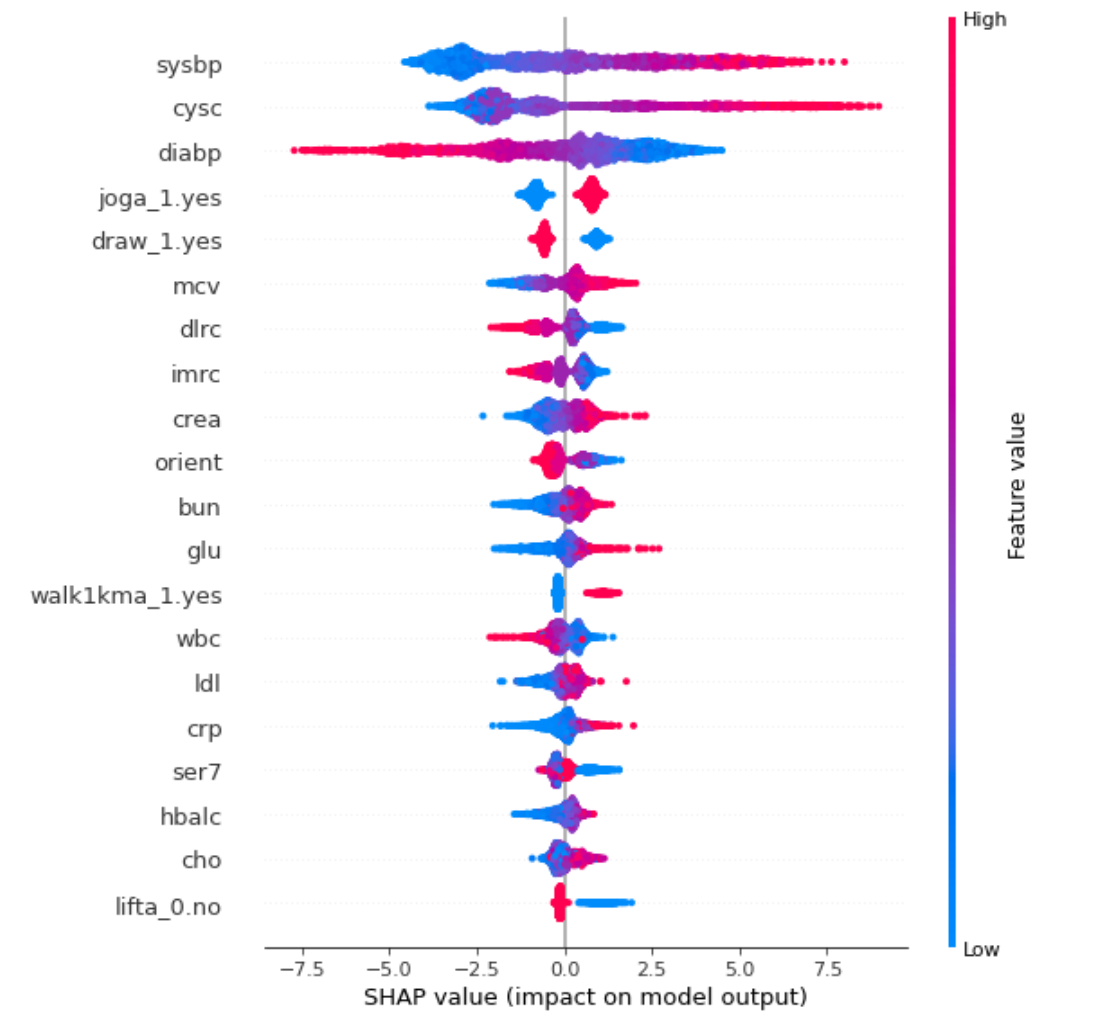 High
sysbp
cysc
diabp
joga_1.yes
draw_1.yes
mcv
dlrc
imrc
crea
orient
bun
glu
walk1kma_1.yes
wbc
ldl
crp
ser7
hbalc
cho
lifta_0.no
Feature value
Low
−7.5 −5.0 −2.5 0.0 2.5 5.0 7.5
SHAP value (impact on model output)